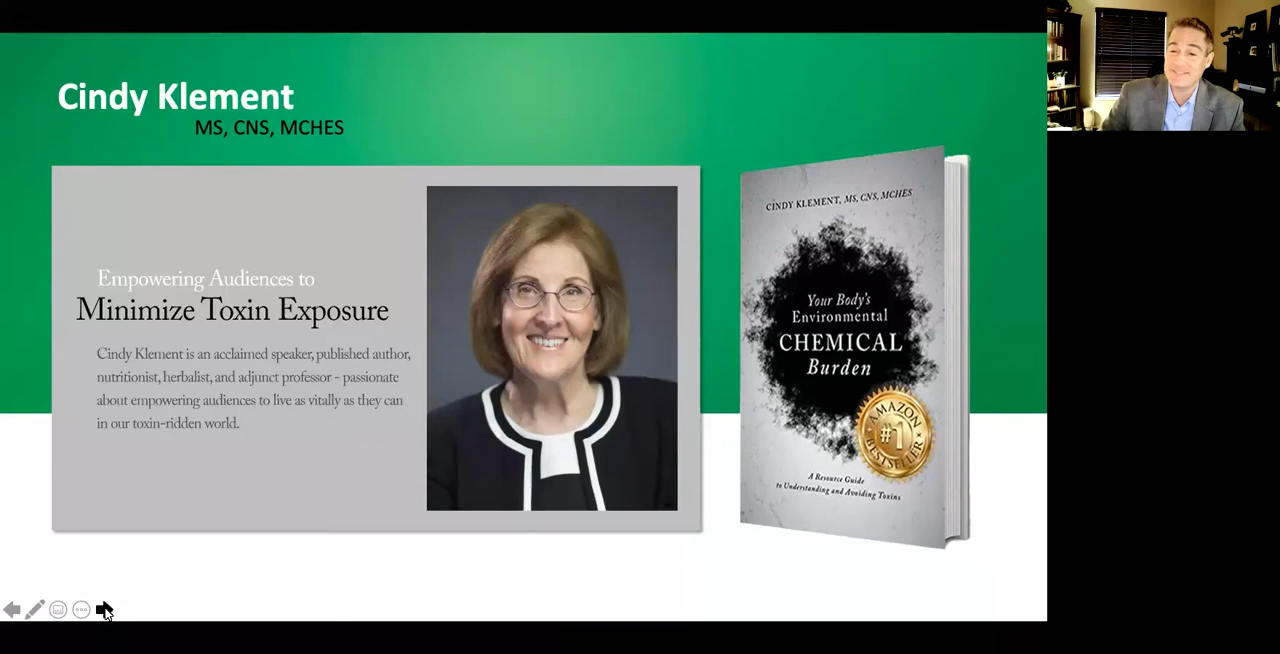 Cindy Klement
MS, CNS, MCHES
Empowering Audiences to
Minimize Toxin Exposure
Cindy Klement is an acclaimed speaker, published author,
nutritionist, herbalist, and adjunct professor - passionate
about empowering audiences to live as vitally as they can
in our toxin-ridden world.
CINDY KLEMENT, MS, CNS, MCHES
Your Body's
Environmental
CHEMICAL
Burden
AMAZON
#1
BESTSELLER
A Resource Guide
to Understanding and Avoiding Toxins